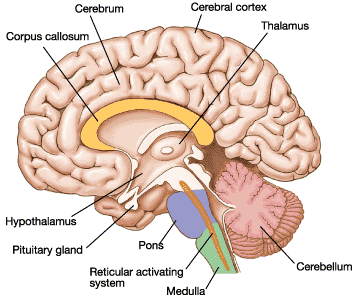 Cerebrum
Cerebral cortex
Corpus callosum
Thalamus
Hypothalamus
Pituitary gland
Pons
Reticular activating
system
Medulla
Cerebellum